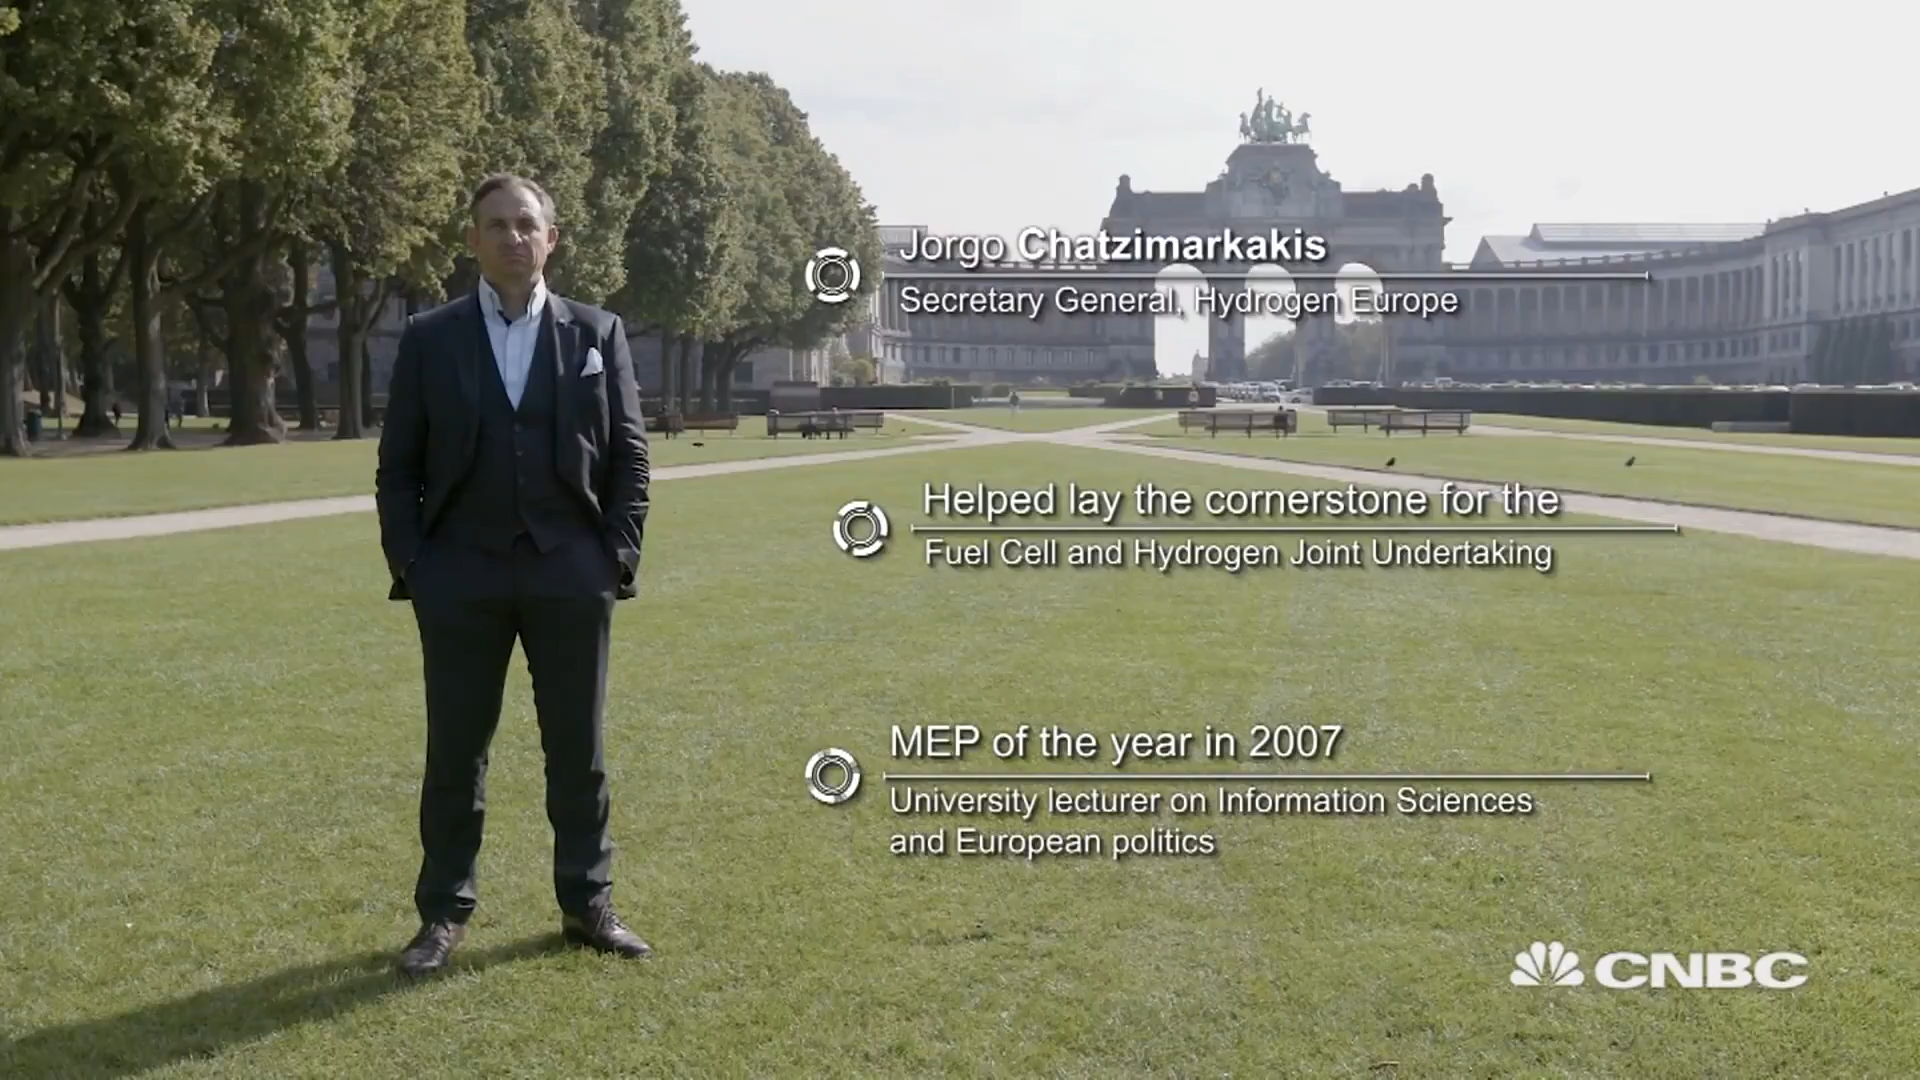 Jorgo Chatzimarkakis
Secretary General, Hydrogen Europe
Helped lay the cornerstone for the
Fuel Cell and Hydrogen Joint Undertaking
MEP of the year in 2007
University lecturer on Information Sciences
and European politics
CNBC